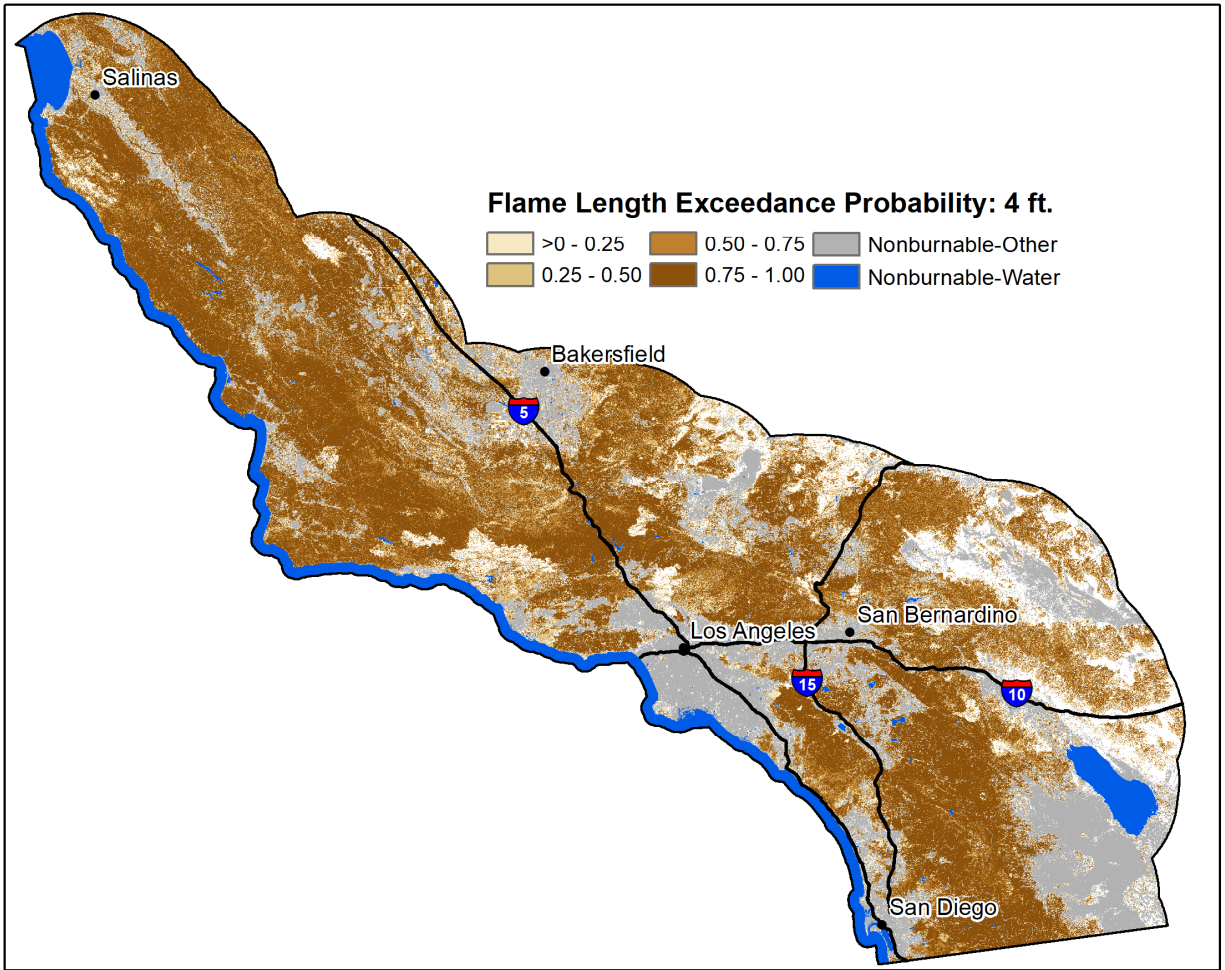 Salinas
Flame Length Exceedance Probability: 4 ft.
>0 - 0.25 0.50 - 0.75 Nonburnable-Other
0.25 - 0.50 0.75 - 1.00 Nonburnable-Water
Bakersfield
5
San Bernardino
Los Angeles
15
10
San Diego